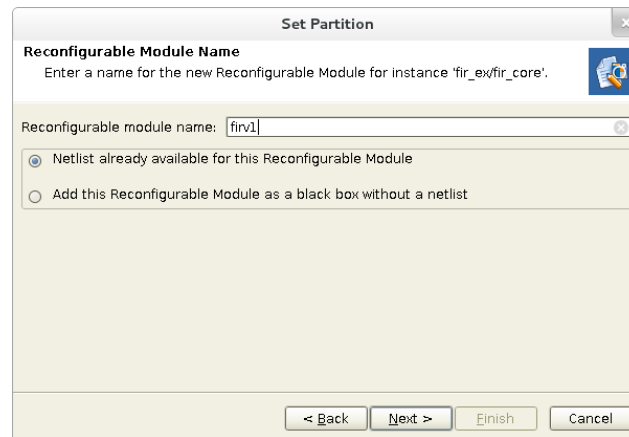 Set Partition
Reconfigurable Module Name
Enter a name for the new Reconfigurable Module for instance 'fir_ex/fir_core'.
Reconfigurable module name: firv1
Netlist already available for this Reconfigurable Module
Add this Reconfigurable Module as a black box without a netlist
< Back Next > Finish Cancel